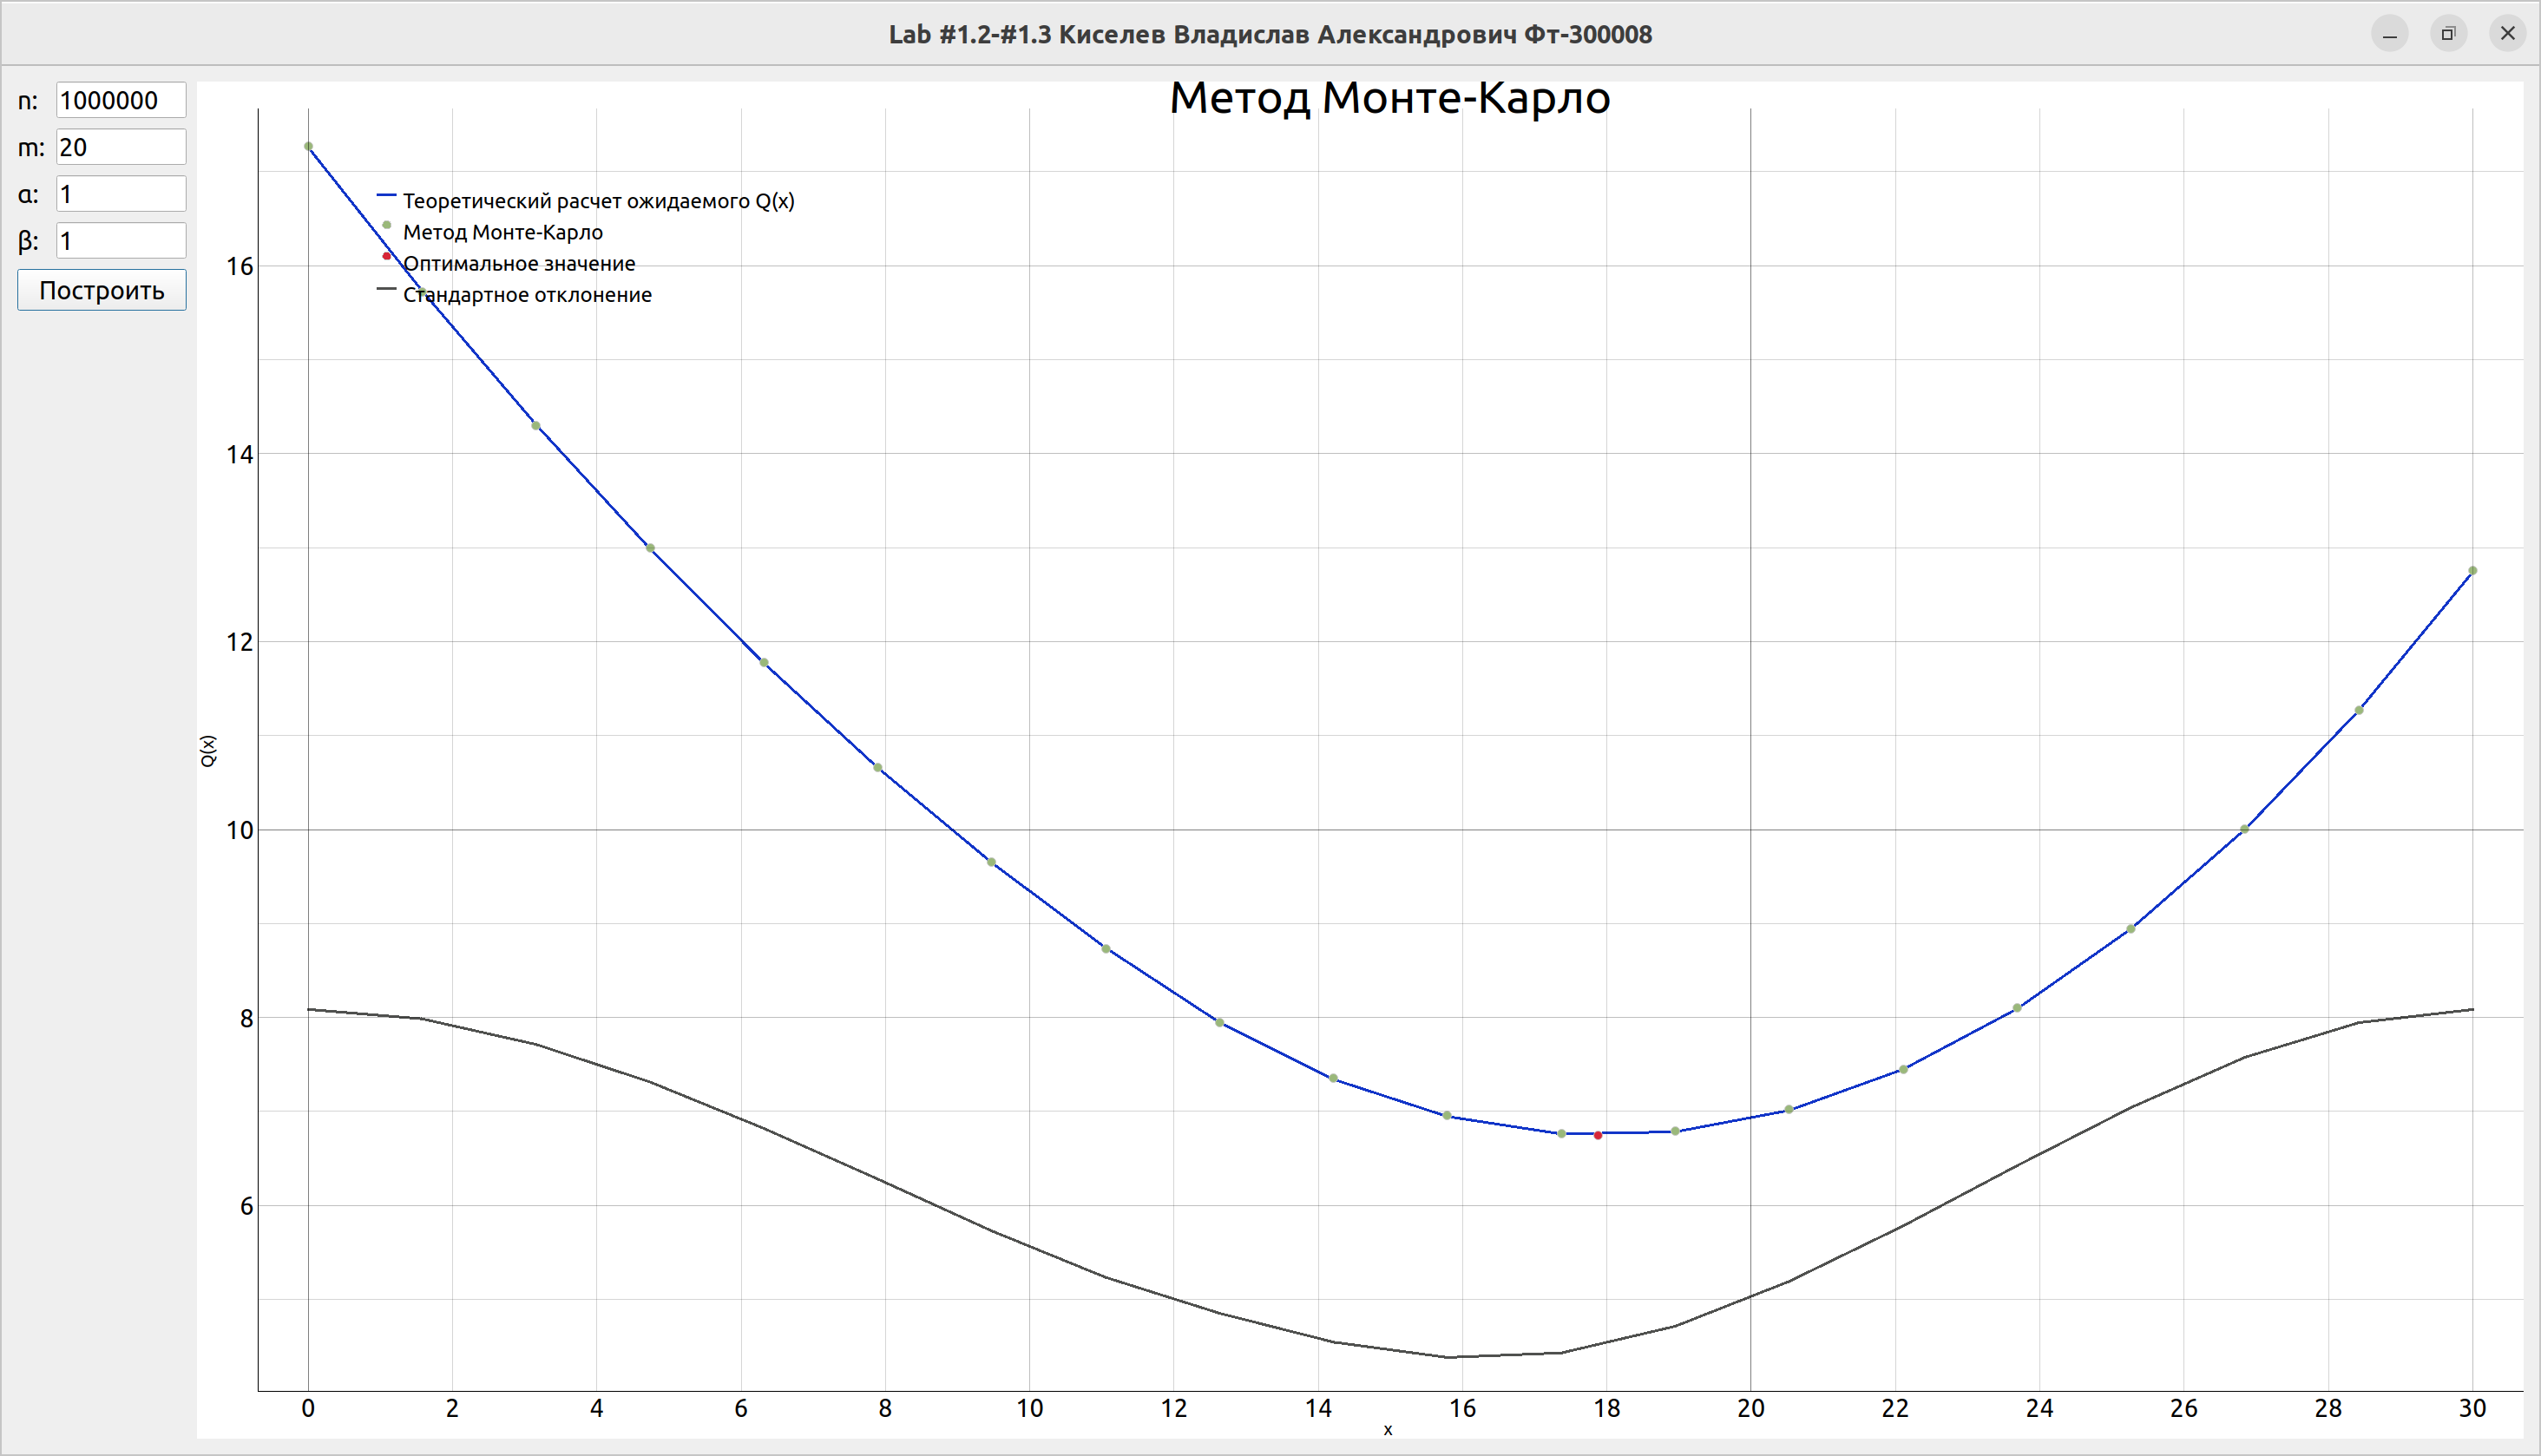 Lab #1.2-#1.3 Киселев Владислав Александрович Фт-300008
n: 1000000
m: 20
α: 1
β: 1
Построить
Метод Монте-Карло
Теоретический расчет ожидаемого Q(x)
Метод Монте-Карло
Оптимальное значение
Стандартное отклонение
16
14
12
10
8
6
Q(x)
0 2 4 6 8 10 12 14 16 18 20 22 24 26 28 30
x